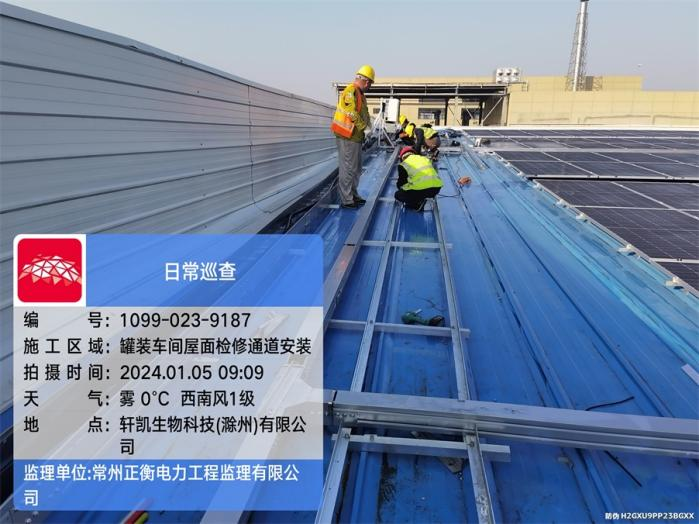 日常巡查
编号：1099-023-9187
施工区域：罐装车间屋面检修通道安装
拍摄时间：2024.01.05 09:09
天气：雾 0℃ 西南风1级
地点：轩凯生物科技(滁州)有限公
司
监理单位:常州正衡电力工程监理有限公
司
防伪 H2GXU9PP23BGXX